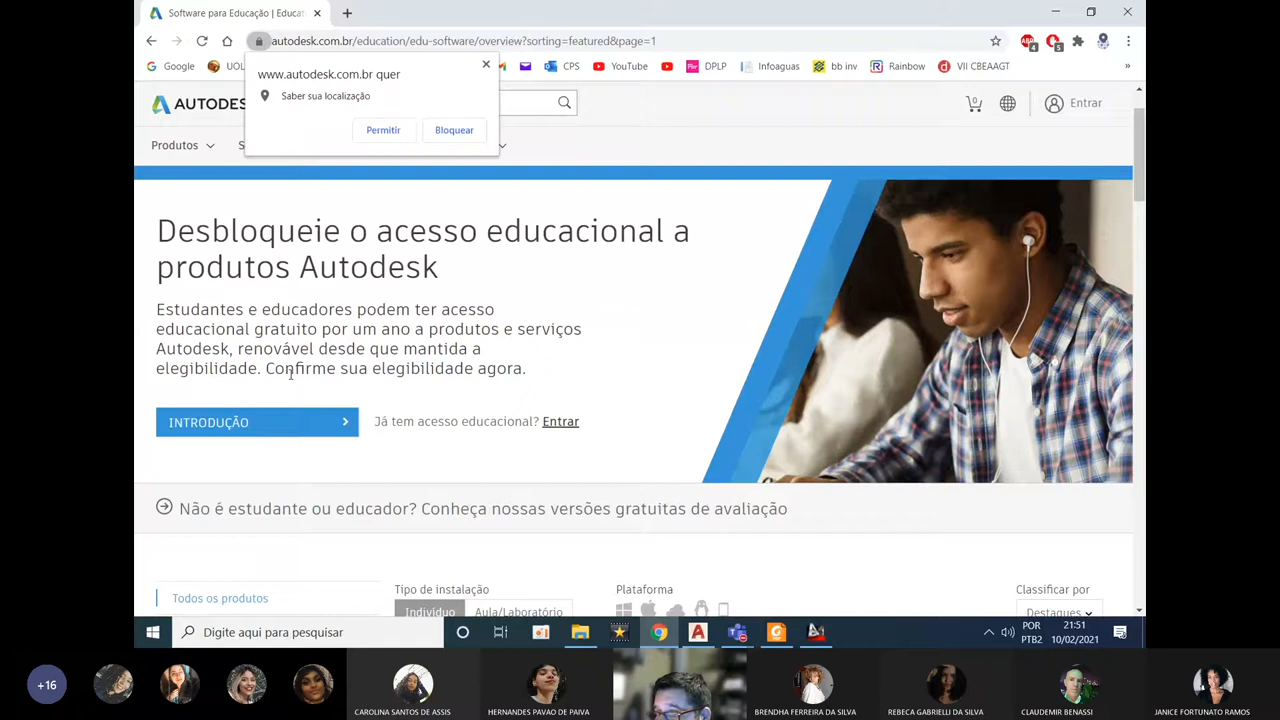 Software para Educação | Educat
autodesk.com.br/education/edu-software/overview?sorting=featured&page=1
Google
UOL
CPS
YouTube
DPLP
Infoaguas
bb inv
Rainbow
VII CBEAAGT
»
www.autodesk.com.br quer
Saber sua localização
Permitir
Bloquear
AUTODES
0
Entrar
Produtos
S
Desbloqueie o acesso educacional a
produtos Autodesk
Estudantes e educadores podem ter acesso
educacional gratuito por um ano a produtos e serviços
Autodesk, renovável desde que mantida a
elegibilidade. Confirme sua elegibilidade agora.
INTRODUÇÃO
Já tem acesso educacional? Entrar
Não é estudante ou educador? Conheça nossas versões gratuitas de avaliação
Todos os produtos
Tipo de instalação
Indivíduo
Aula/Laboratório
Plataforma
Classificar por
Destaques
Digite aqui para pesquisar
POR
PTB2
21:51
10/02/2021
+16
CAROLINA SANTOS DE ASSIS
HERNANDES PAVAO DE PAIVA
BRENDHA FERREIRA DA SILVA
REBECA GABRIELLI DA SILVA
CLAUDEMIR BENASSI
JANICE FORTUNATO RAMOS